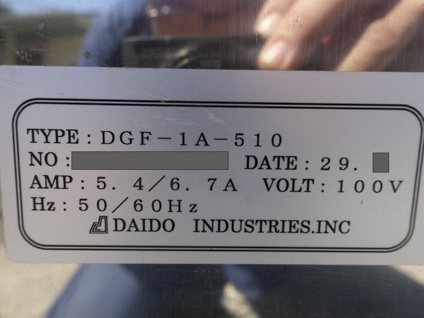 TYPE : DGF－1A－510
NO : DATE : 29.
AMP : 5. 4/6. 7A VOLT : 100V
Hz : 50/60Hz
DAIDO INDUSTRIES.INC